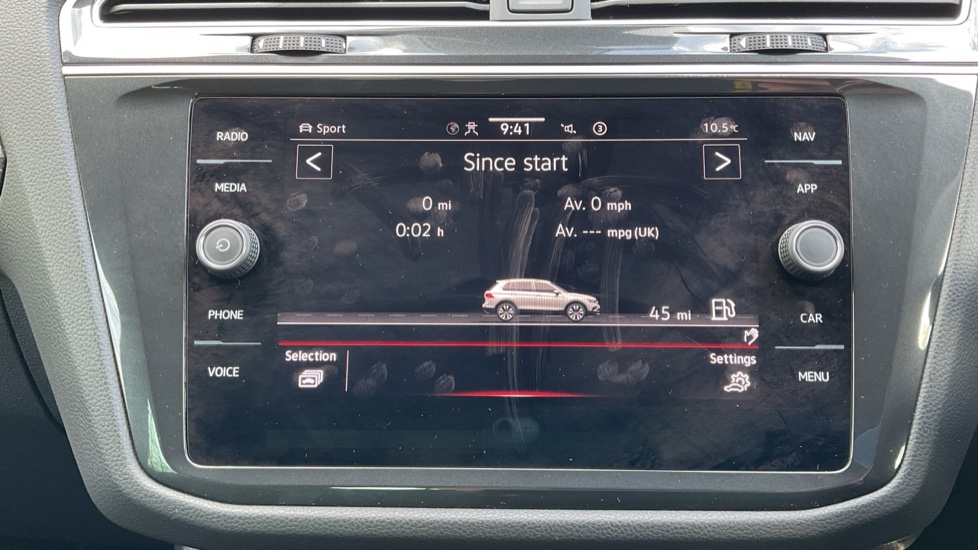 RADIO
MEDIA
PHONE
VOICE
Sport 9:41 3 10.5°C
< Since start >
0 mi Av. 0 mph
0:02 h Av. --- mpg (UK)
45 mi
Selection Settings
NAV
APP
CAR
MENU